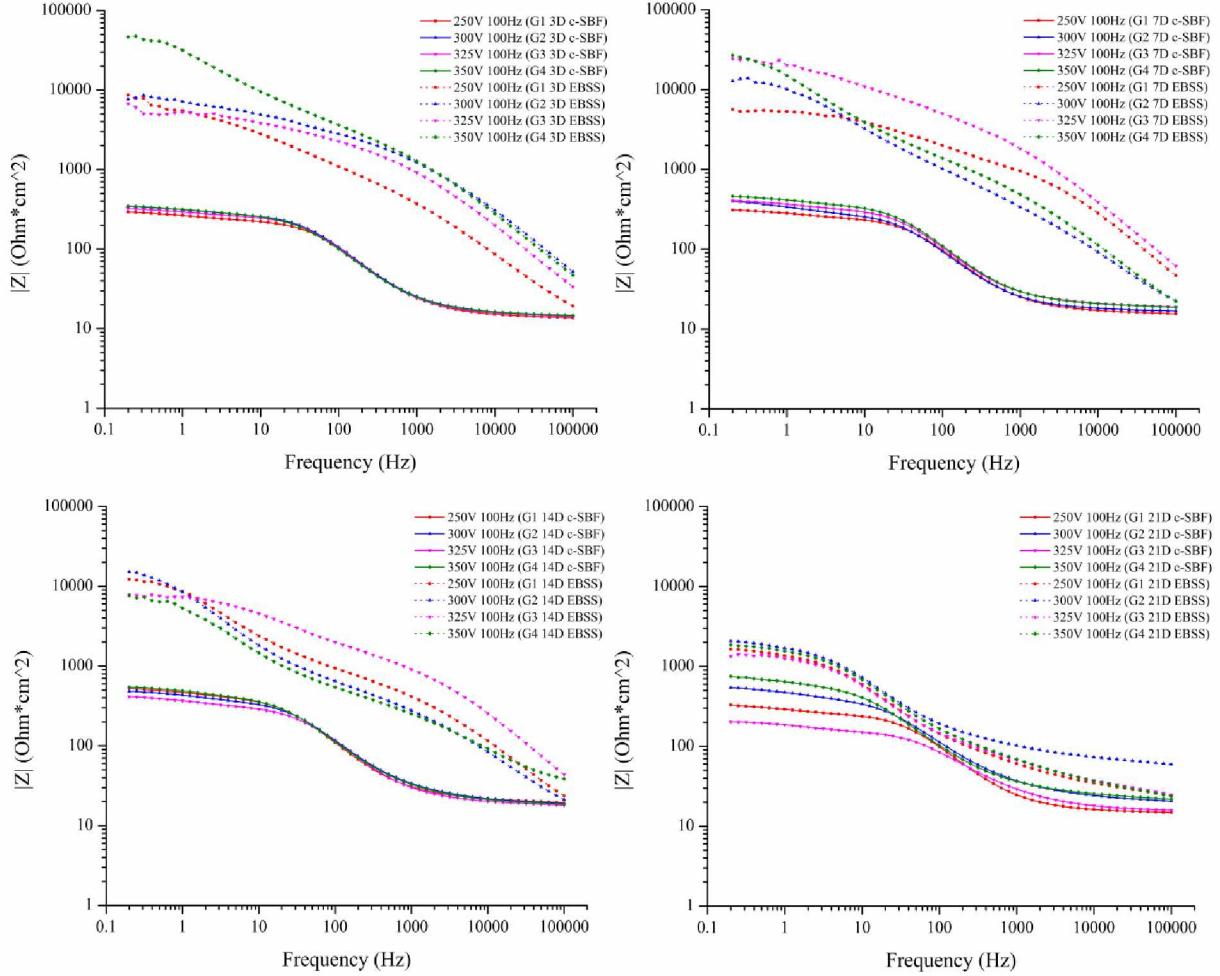 100000
10000
1000
100
10
1
|Z| (Ohm*cm^2)
250V 100Hz (G1 3D c-SBF)
300V 100Hz (G2 3D c-SBF)
325V 100Hz (G3 3D c-SBF)
350V 100Hz (G4 3D c-SBF)
250V 100Hz (G1 3D EBSS)
300V 100Hz (G2 3D EBSS)
325V 100Hz (G3 3D EBSS)
350V 100Hz (G4 3D EBSS)
0.1 1 10 100 1000 10000 100000
Frequency (Hz)
100000
10000
1000
100
10
1
|Z| (Ohm*cm^2)
250V 100Hz (G1 7D c-SBF)
300V 100Hz (G2 7D c-SBF)
325V 100Hz (G3 7D c-SBF)
350V 100Hz (G4 7D c-SBF)
250V 100Hz (G1 7D EBSS)
300V 100Hz (G2 7D EBSS)
325V 100Hz (G3 7D EBSS)
350V 100Hz (G4 7D EBSS)
0.1 1 10 100 1000 10000 100000
Frequency (Hz)
100000
10000
1000
100
10
1
|Z| (Ohm*cm^2)
250V 100Hz (G1 14D c-SBF)
300V 100Hz (G2 14D c-SBF)
325V 100Hz (G3 14D c-SBF)
350V 100Hz (G4 14D c-SBF)
250V 100Hz (G1 14D EBSS)
300V 100Hz (G2 14D EBSS)
325V 100Hz (G3 14D EBSS)
350V 100Hz (G4 14D EBSS)
0.1 1 10 100 1000 10000 100000
Frequency (Hz)
100000
10000
1000
100
10
1
|Z| (Ohm*cm^2)
250V 100Hz (G1 21D c-SBF)
300V 100Hz (G2 21D c-SBF)
325V 100Hz (G3 21D c-SBF)
350V 100Hz (G4 21D c-SBF)
250V 100Hz (G1 21D EBSS)
300V 100Hz (G2 21D EBSS)
325V 100Hz (G3 21D EBSS)
350V 100Hz (G4 21D EBSS)
0.1 1 10 100 1000 10000 100000
Frequency (Hz)